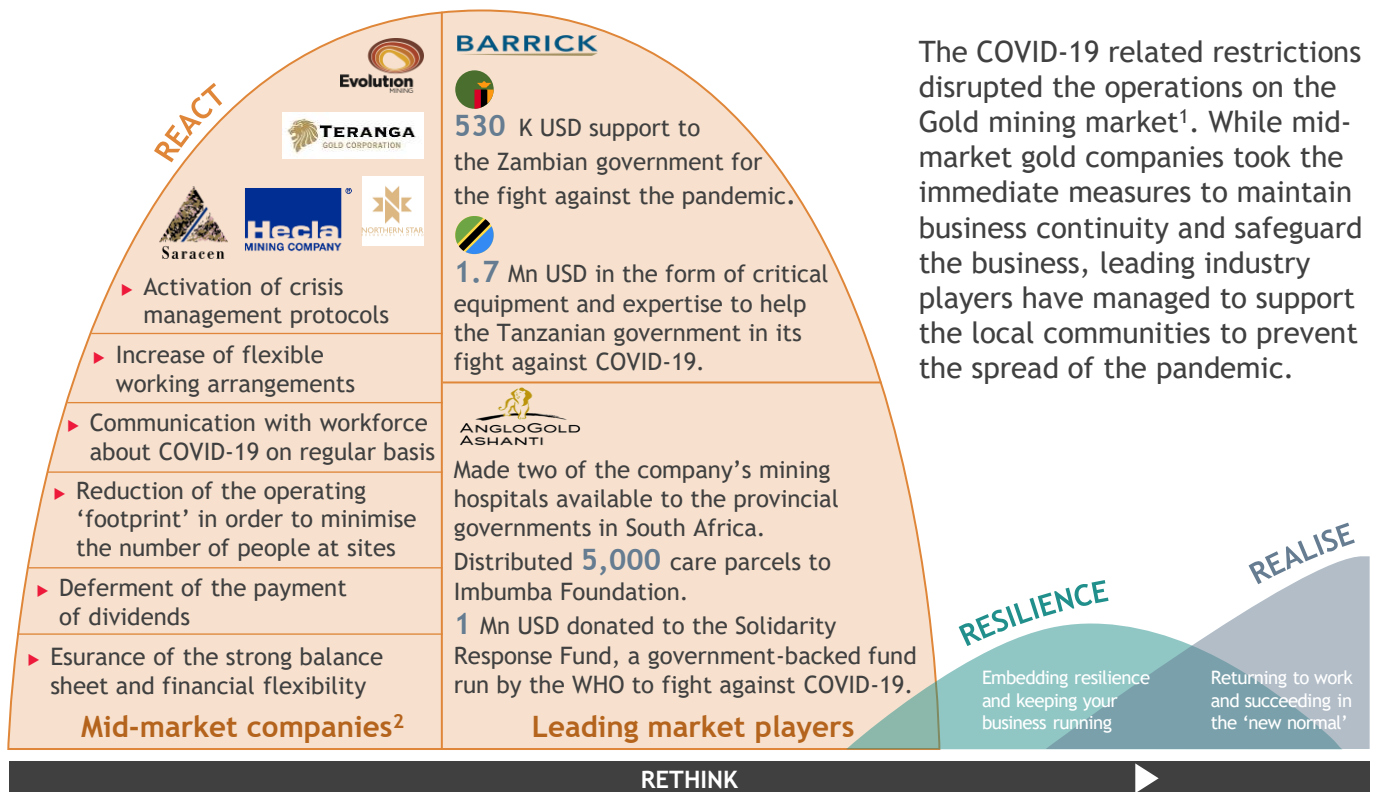 REACT
Evolution
MINING
TERANGA
GOLD CORPORATION
Saracen
Hecla ®
MINING COMPANY
NORTHERN STAR
▶ Activation of crisis
management protocols
▶ Increase of flexible
working arrangements
▶ Communication with workforce
about COVID-19 on regular basis
▶ Reduction of the operating
‘footprint’ in order to minimise
the number of people at sites
▶ Deferment of the payment
of dividends
▶ Esurance of the strong balance
sheet and financial flexibility
Mid-market companies²
BARRICK
530 K USD support to
the Zambian government for
the fight against the pandemic.
1.7 Mn USD in the form of critical
equipment and expertise to help
the Tanzanian government in its
fight against COVID-19.
ANGLOGOLD
ASHANTI
Made two of the company’s mining
hospitals available to the provincial
governments in South Africa.
Distributed 5,000 care parcels to
Imbumba Foundation.
1 Mn USD donated to the Solidarity
Response Fund, a government-backed fund
run by the WHO to fight against COVID-19.
Leading market players
The COVID-19 related restrictions
disrupted the operations on the
Gold mining market¹. While mid-
market gold companies took the
immediate measures to maintain
business continuity and safeguard
the business, leading industry
players have managed to support
the local communities to prevent
the spread of the pandemic.
RESILIENCE
Embedding resilience
and keeping your
business running
REALISE
Returning to work
and succeeding in
the ‘new normal’
RETHINK